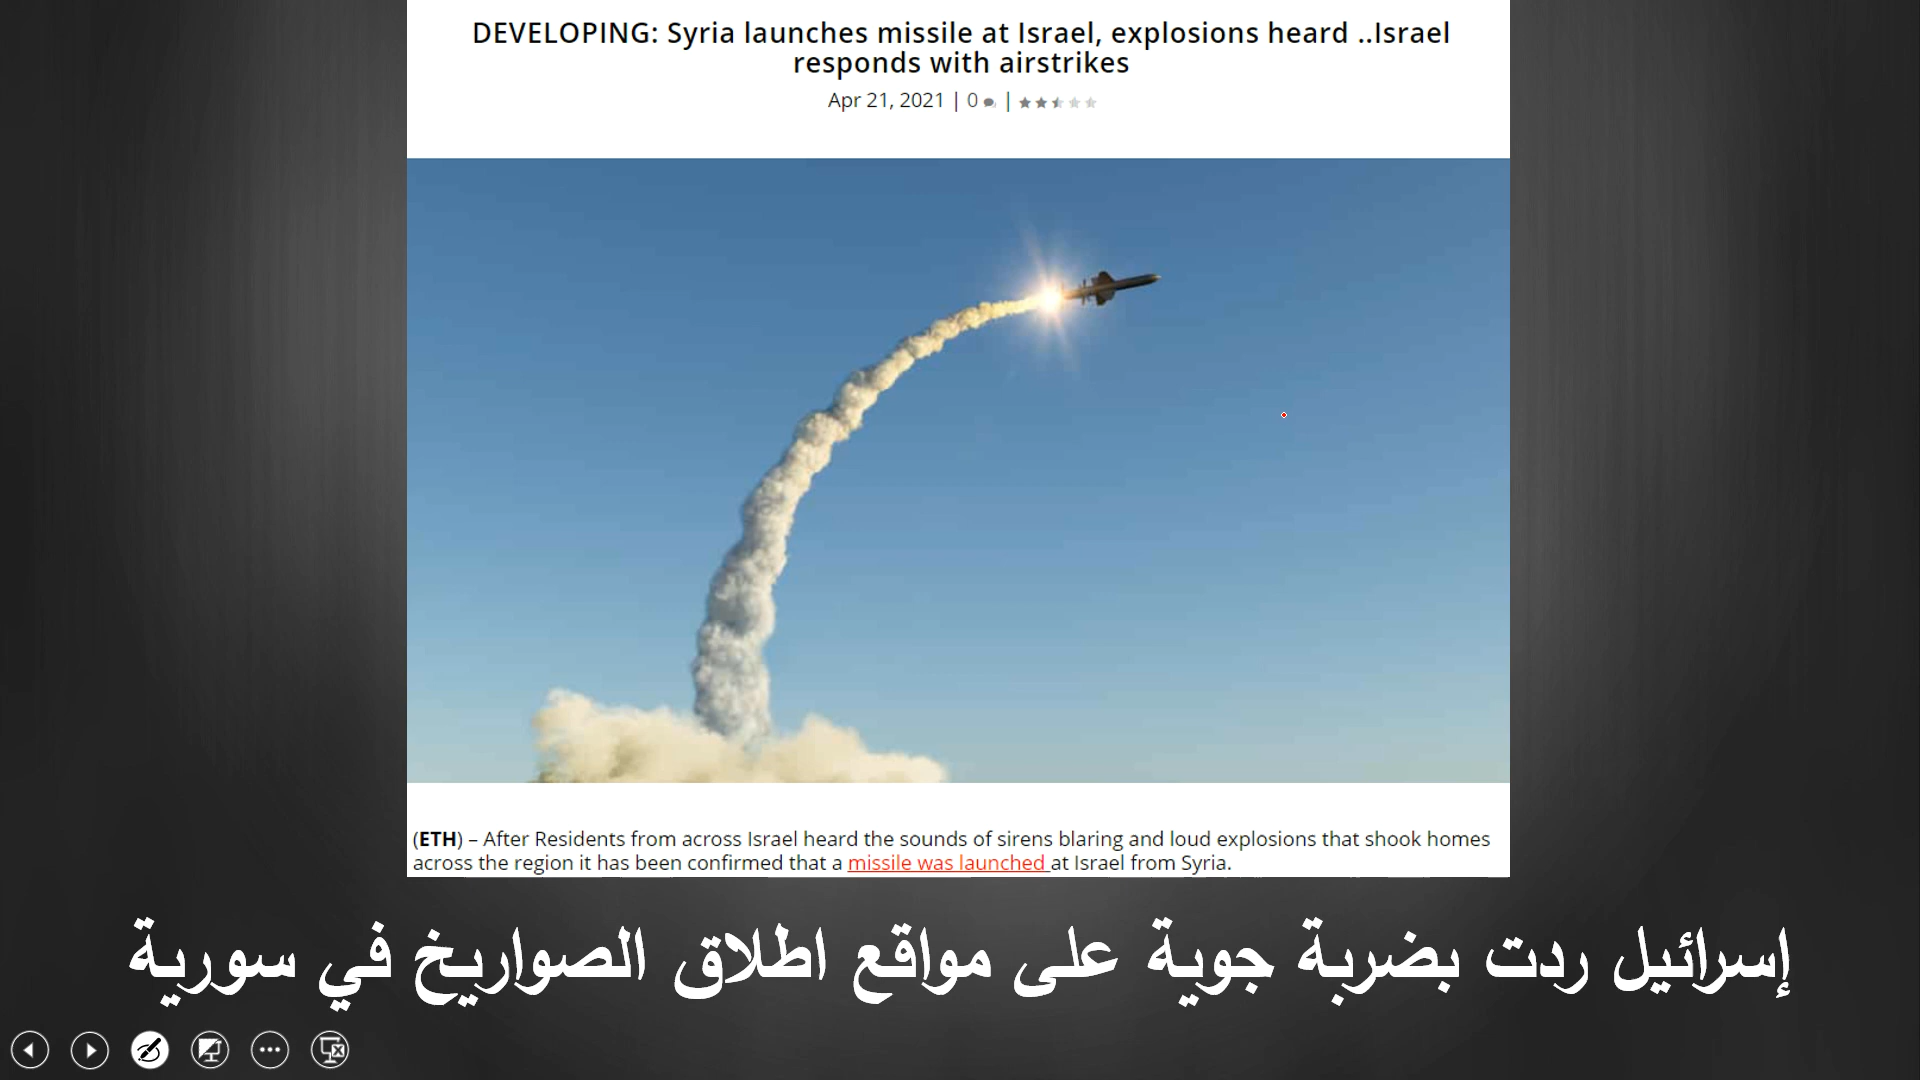 DEVELOPING: Syria launches missile at Israel, explosions heard ..Israel
responds with airstrikes
Apr 21, 2021 | 0 |
(ETH) – After Residents from across Israel heard the sounds of sirens blaring and loud explosions that shook homes
across the region it has been confirmed that a missile was launched at Israel from Syria.
إسرائيل ردت بضربة جوية على مواقع اطلاق الصواريخ في سورية